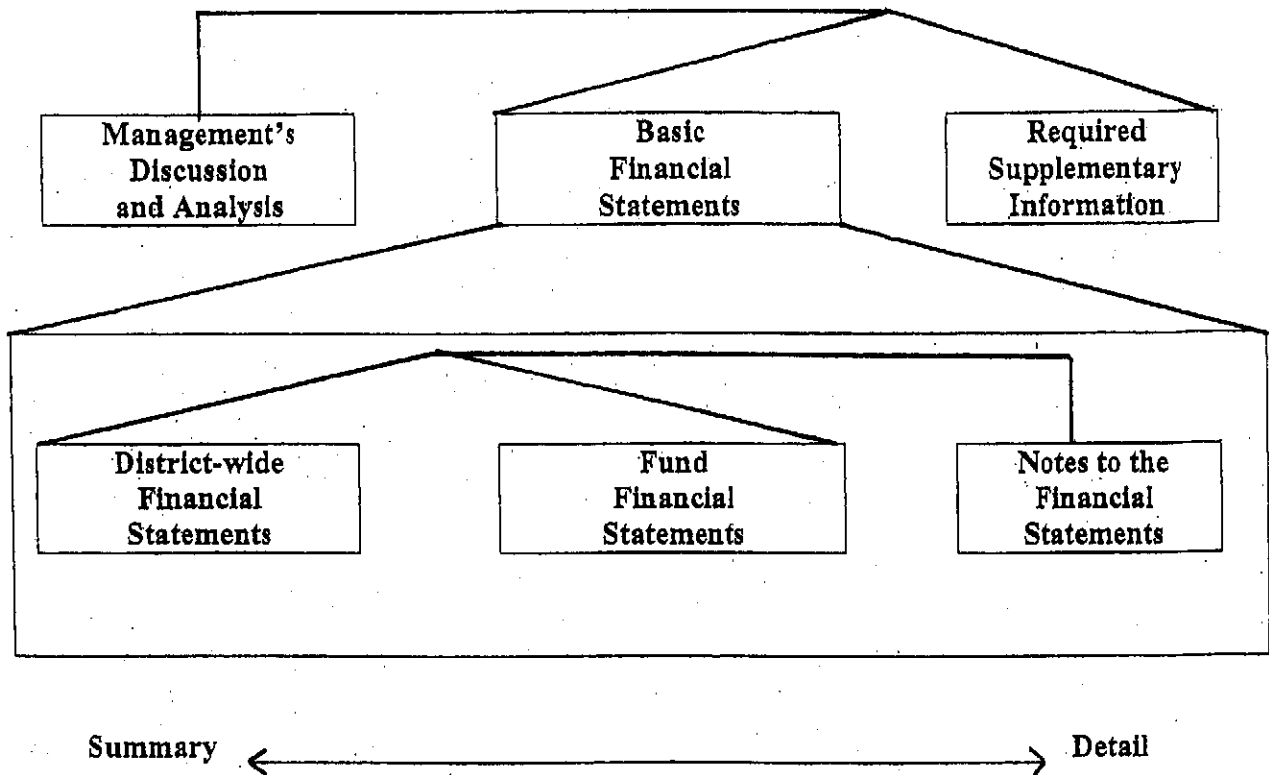 Management's
Discussion
and Analysis
Basic
Financial
Statements
Required
Supplementary
Information
District-wide
Financial
Statements
Fund
Financial
Statements
Notes to the
Financial
Statements
Summary
Detail